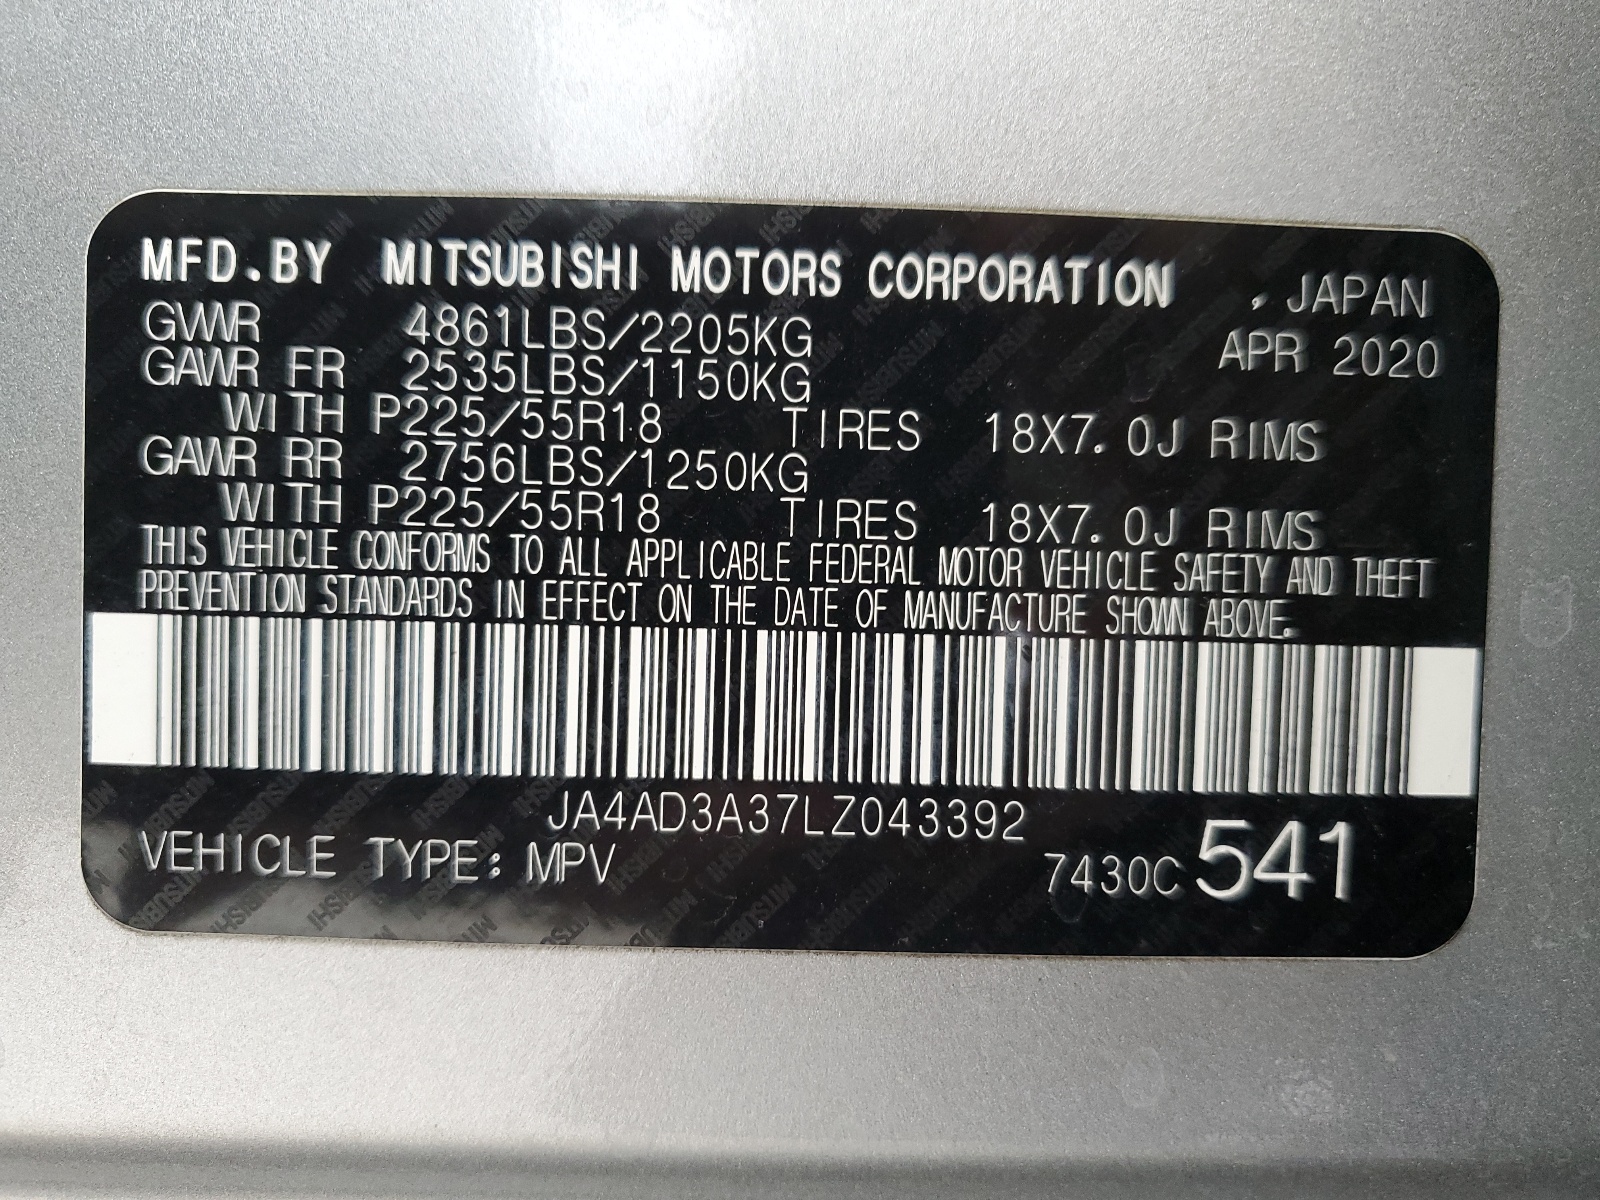 MFD.BY MITSUBISHI MOTORS CORPORATION , JAPAN
GVWR 4861LBS/2205KG APR 2020
GAWR FR 2535LBS/1150KG
WITH P225/55R18 TIRES 18X7.0J RIMS
GAWR RR 2756LBS/1250KG
WITH P225/55R18 TIRES 18X7.0J RIMS
THIS VEHICLE CONFORMS TO ALL APPLICABLE FEDERAL MOTOR VEHICLE SAFETY AND THEFT
PREVENTION STANDARDS IN EFFECT ON THE DATE OF MANUFACTURE SHOWN ABOVE.
JA4AD3A37LZ043392
VEHICLE TYPE: MPV 7430C 541